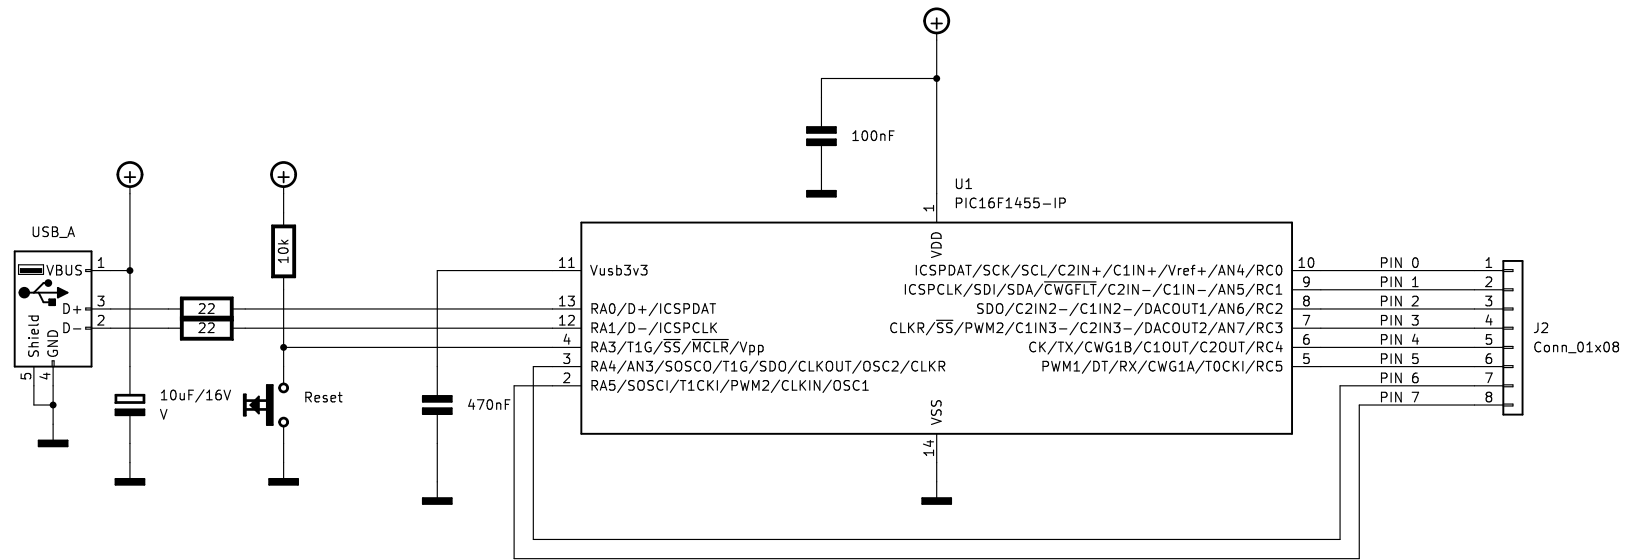 100nF
U1
PIC16F1455-IP
1
VDD
USB_A
VBUS
1
D+
3
D-
2
Shield
5
GND
4
22
22
10k
10uF/16V
V
Reset
470nF
11 Vusb3v3
13 RA0/D+/ICSPDAT
12 RA1/D-/ICSPCLK
4 RA3/T1G/SS/MCLR/Vpp
3 RA4/AN3/SOSCO/T1G/SDO/CLKOUT/OSC2/CLKR
2 RA5/SOSCI/T1CKI/PWM2/CLKIN/OSC1
ICSPDAT/SCK/SCL/C2IN+/C1IN+/Vref+/AN4/RC0 10
ICSPCLK/SDI/SDA/CWGFLT/C2IN-/C1IN-/AN5/RC1 9
SDO/C2IN2-/C1IN2-/DACOUT1/AN6/RC2 8
CLKR/SS/PWM2/C1IN3-/C2IN3-/DACOUT2/AN7/RC3 7
CK/TX/CWG1B/C1OUT/C2OUT/RC4 6
PWM1/DT/RX/CWG1A/T0CKI/RC5 5
VSS
14
PIN 0 1
PIN 1 2
PIN 2 3
PIN 3 4
PIN 4 5
PIN 5 6
PIN 6 7
PIN 7 8
J2
Conn_01x08